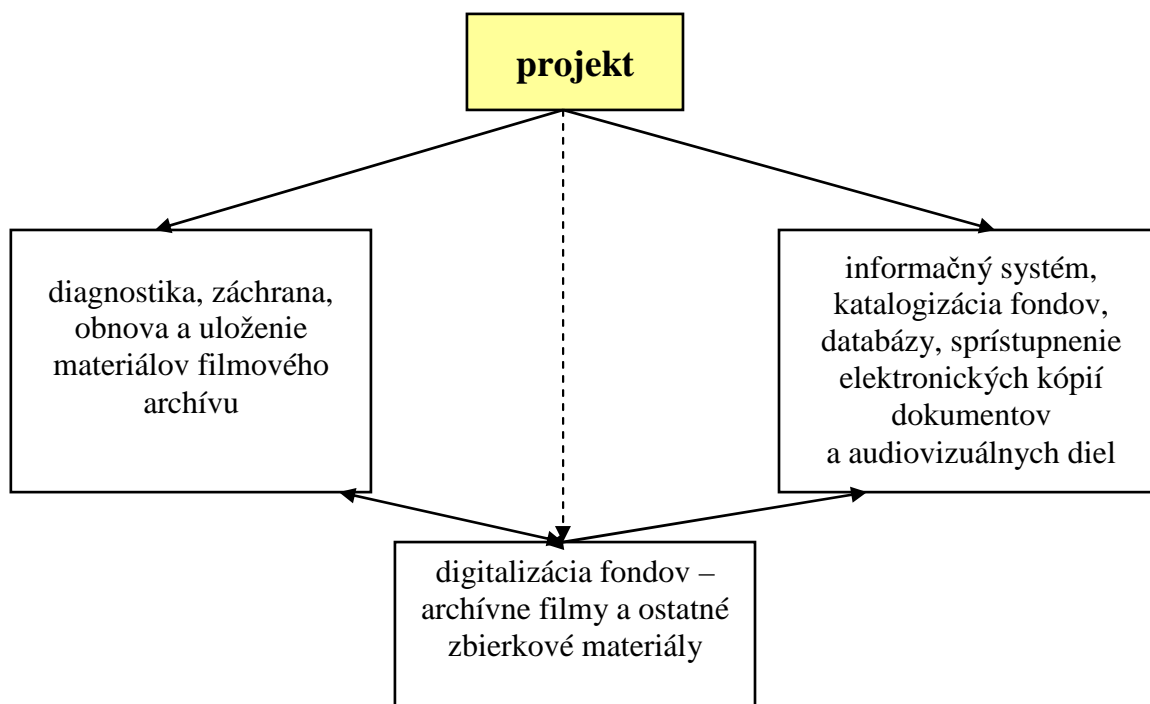 projekt
diagnostika, záchrana,
obnova a uloženie
materiálov filmového
archívu
informačný systém,
katalogizácia fondov,
databázy, sprístupnenie
elektronických kópií
dokumentov
a audiovizuálnych diel
digitalizácia fondov –
archívne filmy a ostatné
zbierkové materiály